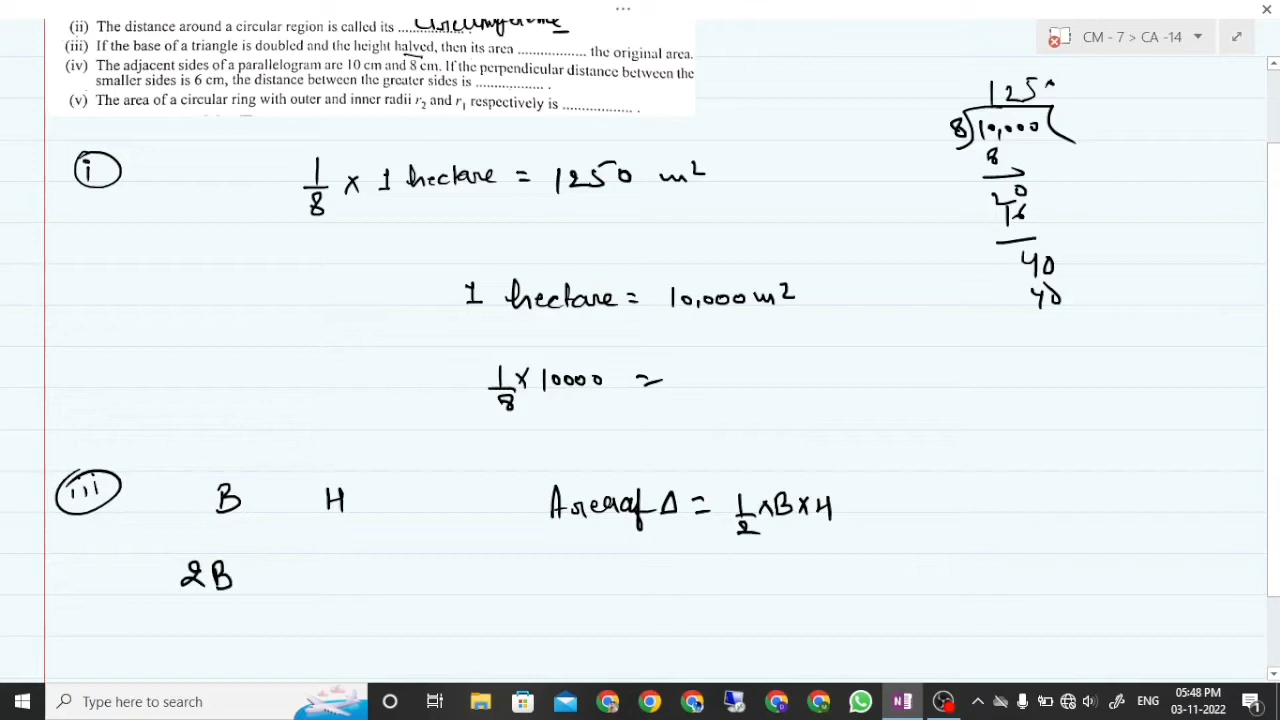 (ii) The distance around a circular region is called its .................. Circumference
CM - 7 > CA -14
(iii) If the base of a triangle is doubled and the height halved, then its area ................. the original area.
(iv) The adjacent sides of a parallelogram are 10 cm and 8 cm. If the perpendicular distance between the
smaller sides is 6 cm, the distance between the greater sides is .................. .
(v) The area of a circular ring with outer and inner radii r₂ and r₁ respectively is .................. .
125
8 10,000
8
20
16
40
40
i 1/8 × 1 hectare = 1250 m²
1 hectare = 10,000 m²
1/8 × 10000 =
iii B H Area of Δ = 1/2 × B × H
2B
Type here to search
ENG
05:48 PM
03-11-2022